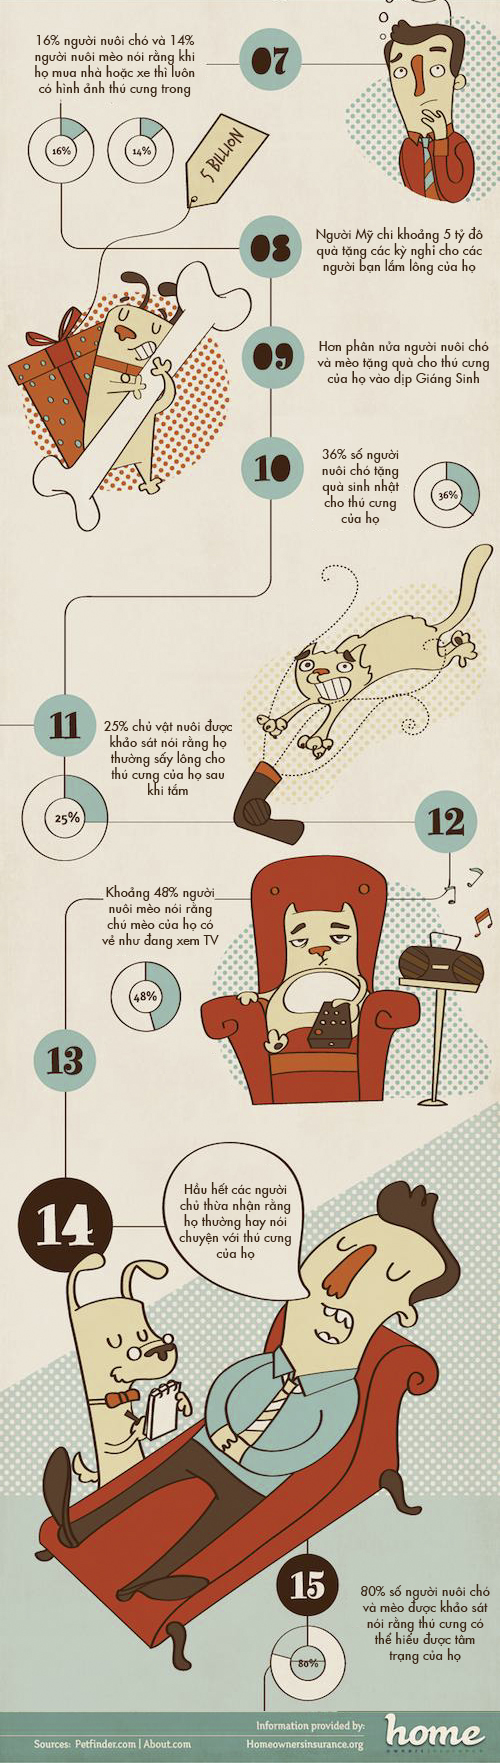 16% người nuôi chó và 14%
người nuôi mèo nói rằng khi
họ mua nhà hoặc xe thì luôn
có hình ảnh thú cưng trong
07
16%
14%
5 BILLION
08
Người Mỹ chi khoảng 5 tỷ đô
quà tặng các kỳ nghỉ cho các
người bạn lắm lông của họ
09
Hơn phân nửa người nuôi chó
và mèo tặng quà cho thú cưng
của họ vào dịp Giáng Sinh
10
36% số người
nuôi chó tặng
quà sinh nhật
cho thú cưng
của họ
36%
11
25% chủ vật nuôi được
khảo sát nói rằng họ
thường sấy lông cho
thú cưng của họ sau
khi tắm
25%
12
Khoảng 48% người
nuôi mèo nói rằng
chú mèo của họ có
vẻ như đang xem TV
48%
13
14
Hầu hết các người
chủ thừa nhận rằng
họ thường hay nói
chuyện với thú cưng
của họ
15
80% số người nuôi chó
và mèo được khảo sát
nói rằng thú cưng có
thể hiểu được tâm
trạng của họ
80%
Information provided by:
Sources: Petfinder.com | About.com
Homeownersinsurance.org
home